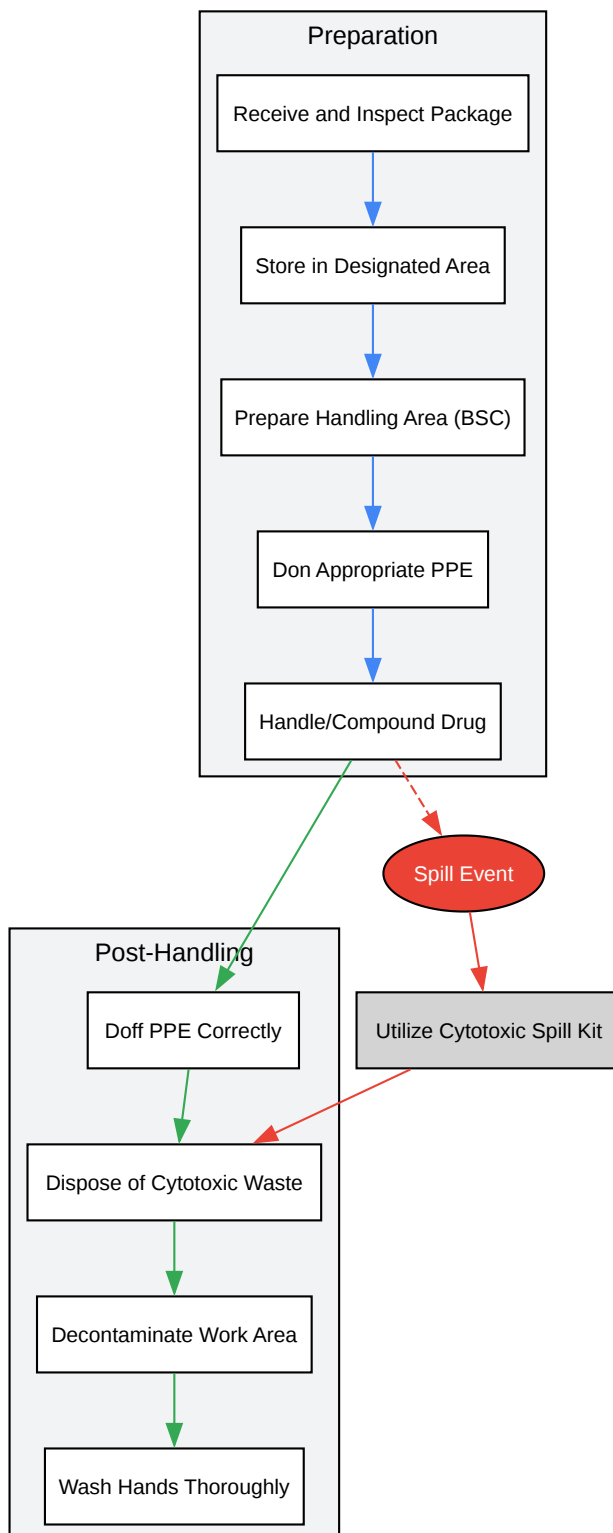 Preparation
Receive and Inspect Package
Store in Designated Area
Prepare Handling Area (BSC)
Don Appropriate PPE
Handle/Compound Drug
Spill Event
Post-Handling
Doff PPE Correctly
Utilize Cytotoxic Spill Kit
Dispose of Cytotoxic Waste
Decontaminate Work Area
Wash Hands Thoroughly